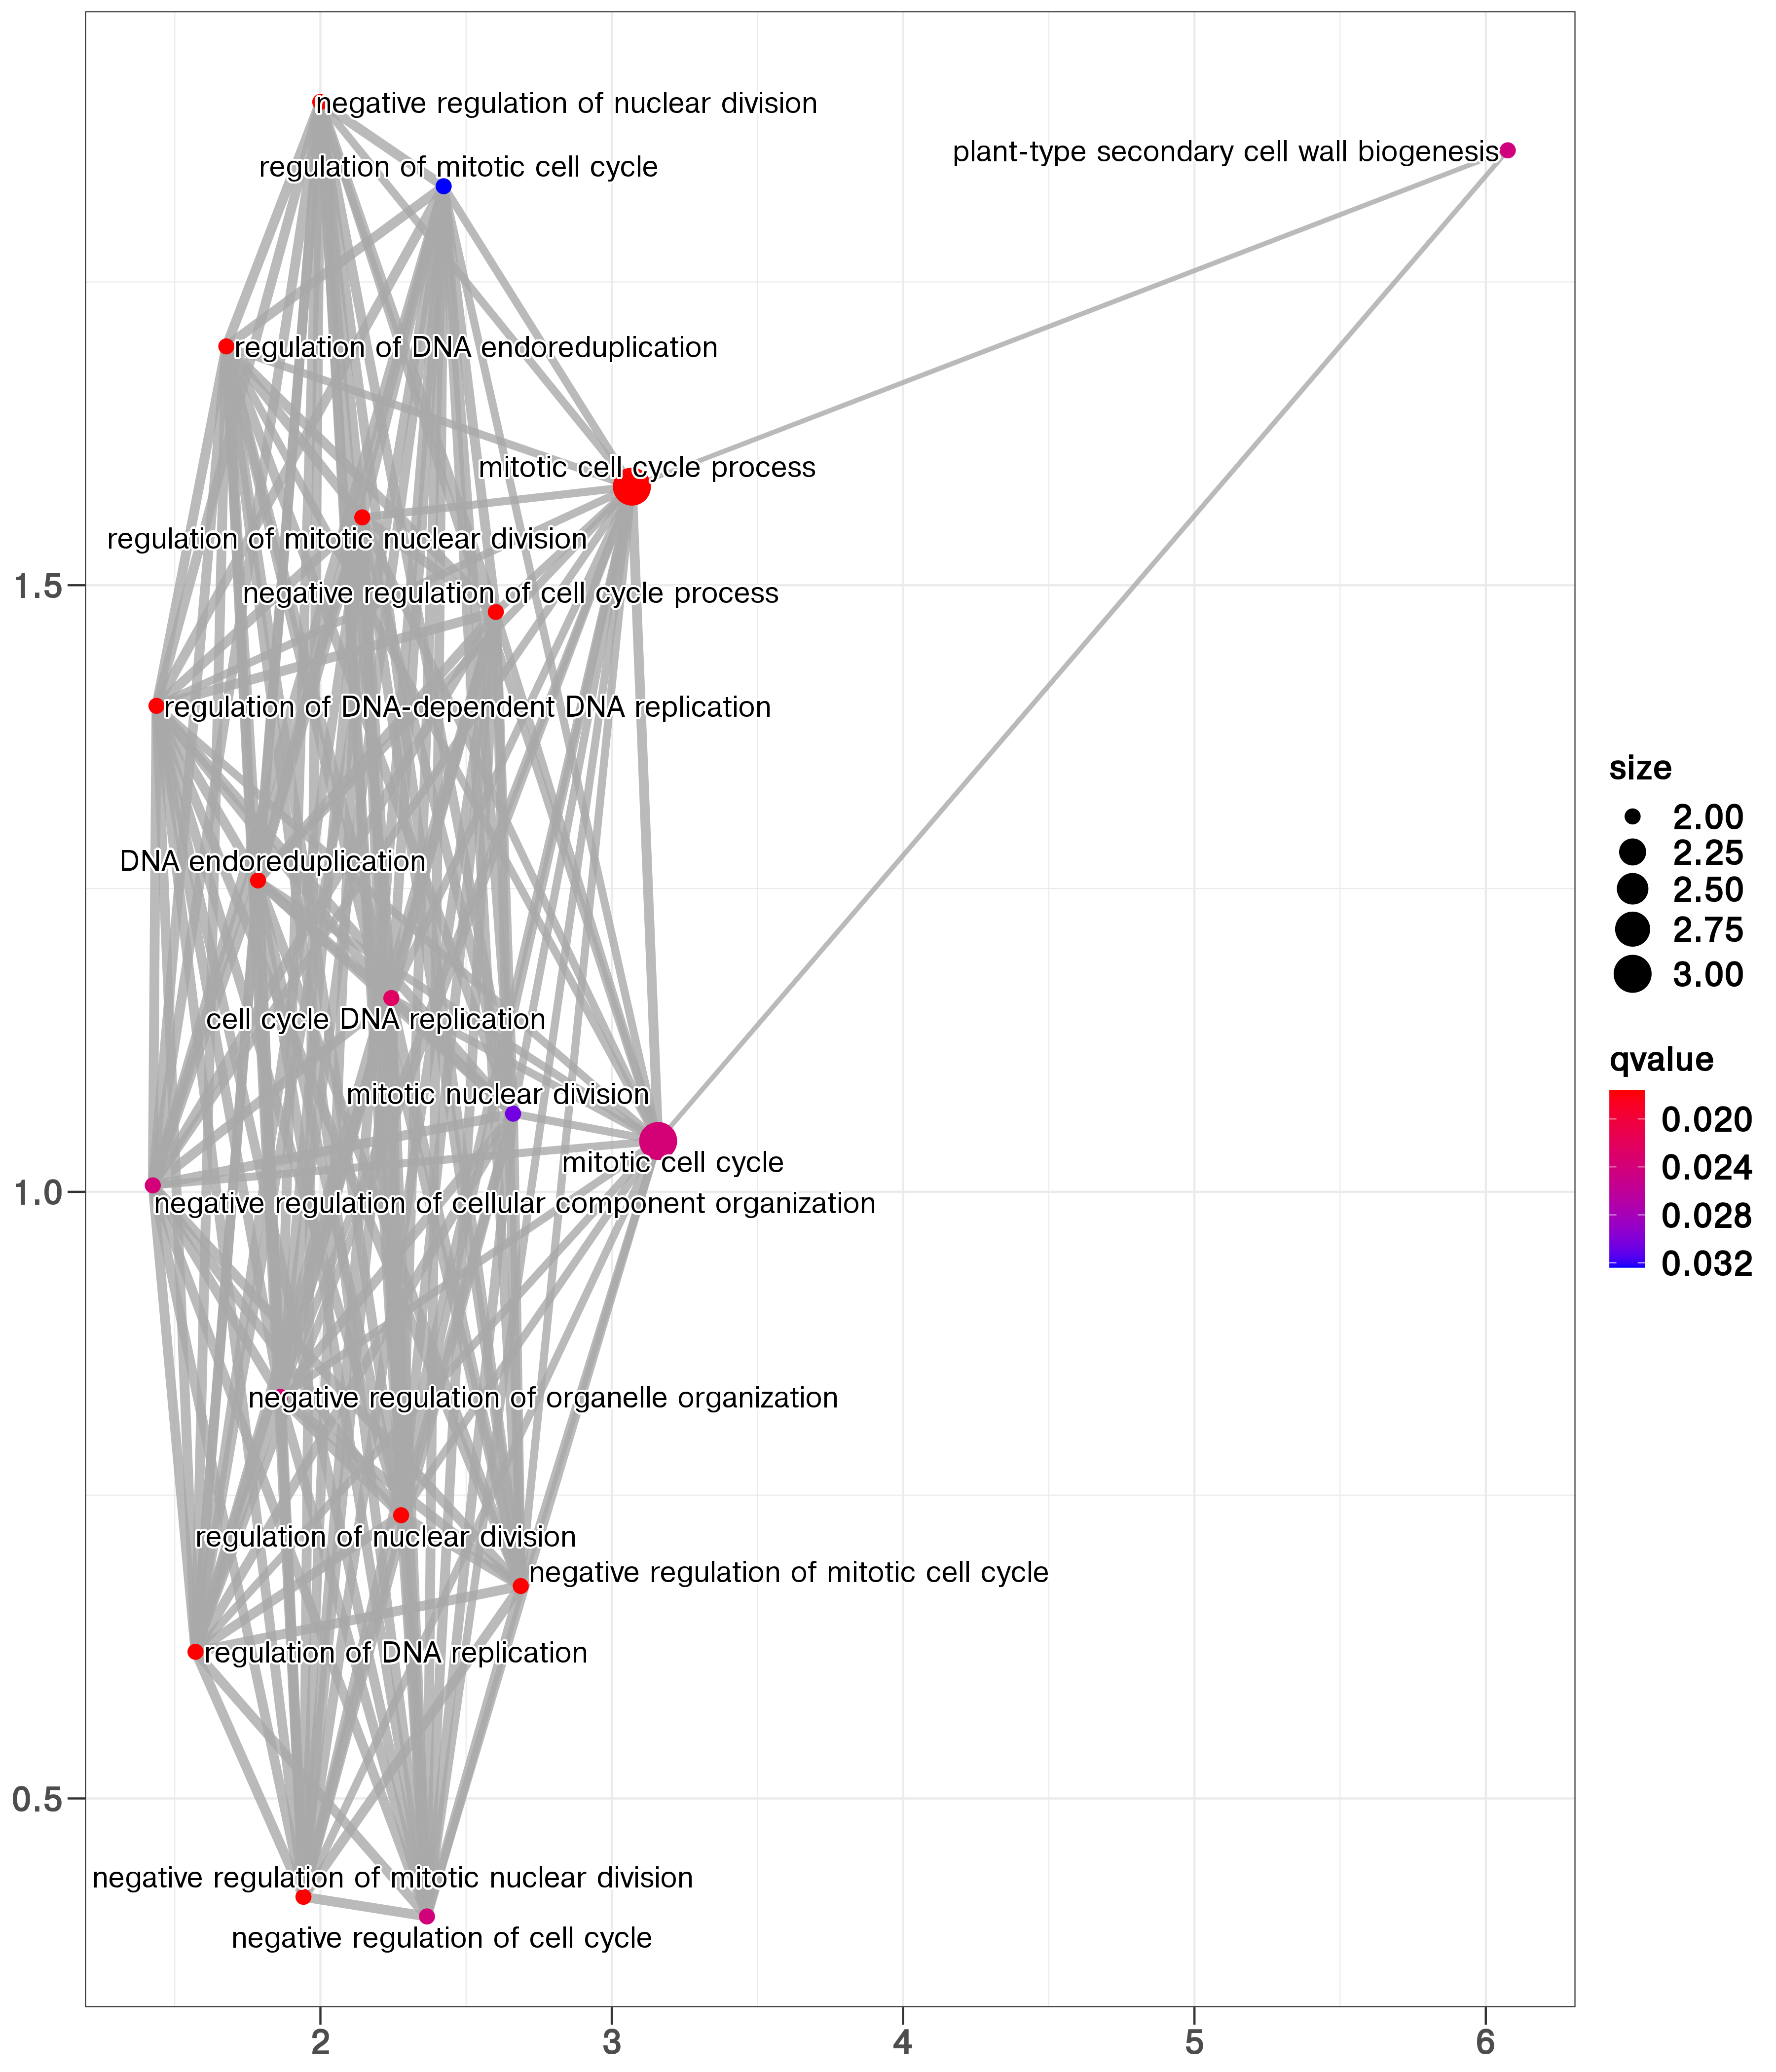 negative regulation of nuclear division
plant-type secondary cell wall biogenesis
regulation of mitotic cell cycle
regulation of DNA endoreduplication
mitotic cell cycle process
regulation of mitotic nuclear division
1.5
negative regulation of cell cycle process
regulation of DNA-dependent DNA replication
size
2.00
2.25
2.50
2.75
3.00
DNA endoreduplication
cell cycle DNA replication
qvalue
0.020
0.024
0.028
0.032
mitotic nuclear division
mitotic cell cycle
1.0
negative regulation of cellular component organization
negative regulation of organelle organization
regulation of nuclear division
negative regulation of mitotic cell cycle
regulation of DNA replication
0.5
negative regulation of mitotic nuclear division
negative regulation of cell cycle
2 3 4 5 6